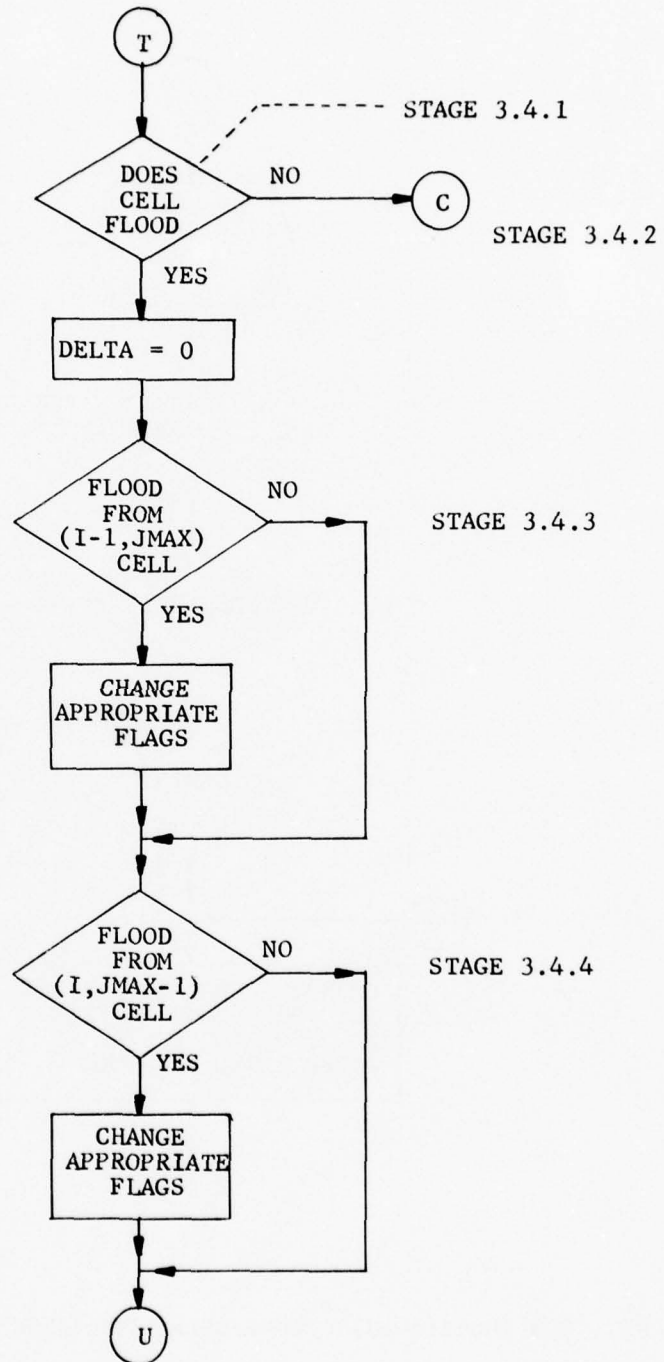 T
STAGE 3.4.1
DOES
CELL
FLOOD
NO
C
STAGE 3.4.2
YES
DELTA = 0
FLOOD
FROM
(I-1,JMAX)
CELL
NO
STAGE 3.4.3
YES
CHANGE
APPROPRIATE
FLAGS
FLOOD
FROM
(I,JMAX-1)
CELL
NO
STAGE 3.4.4
YES
CHANGE
APPROPRIATE
FLAGS
U